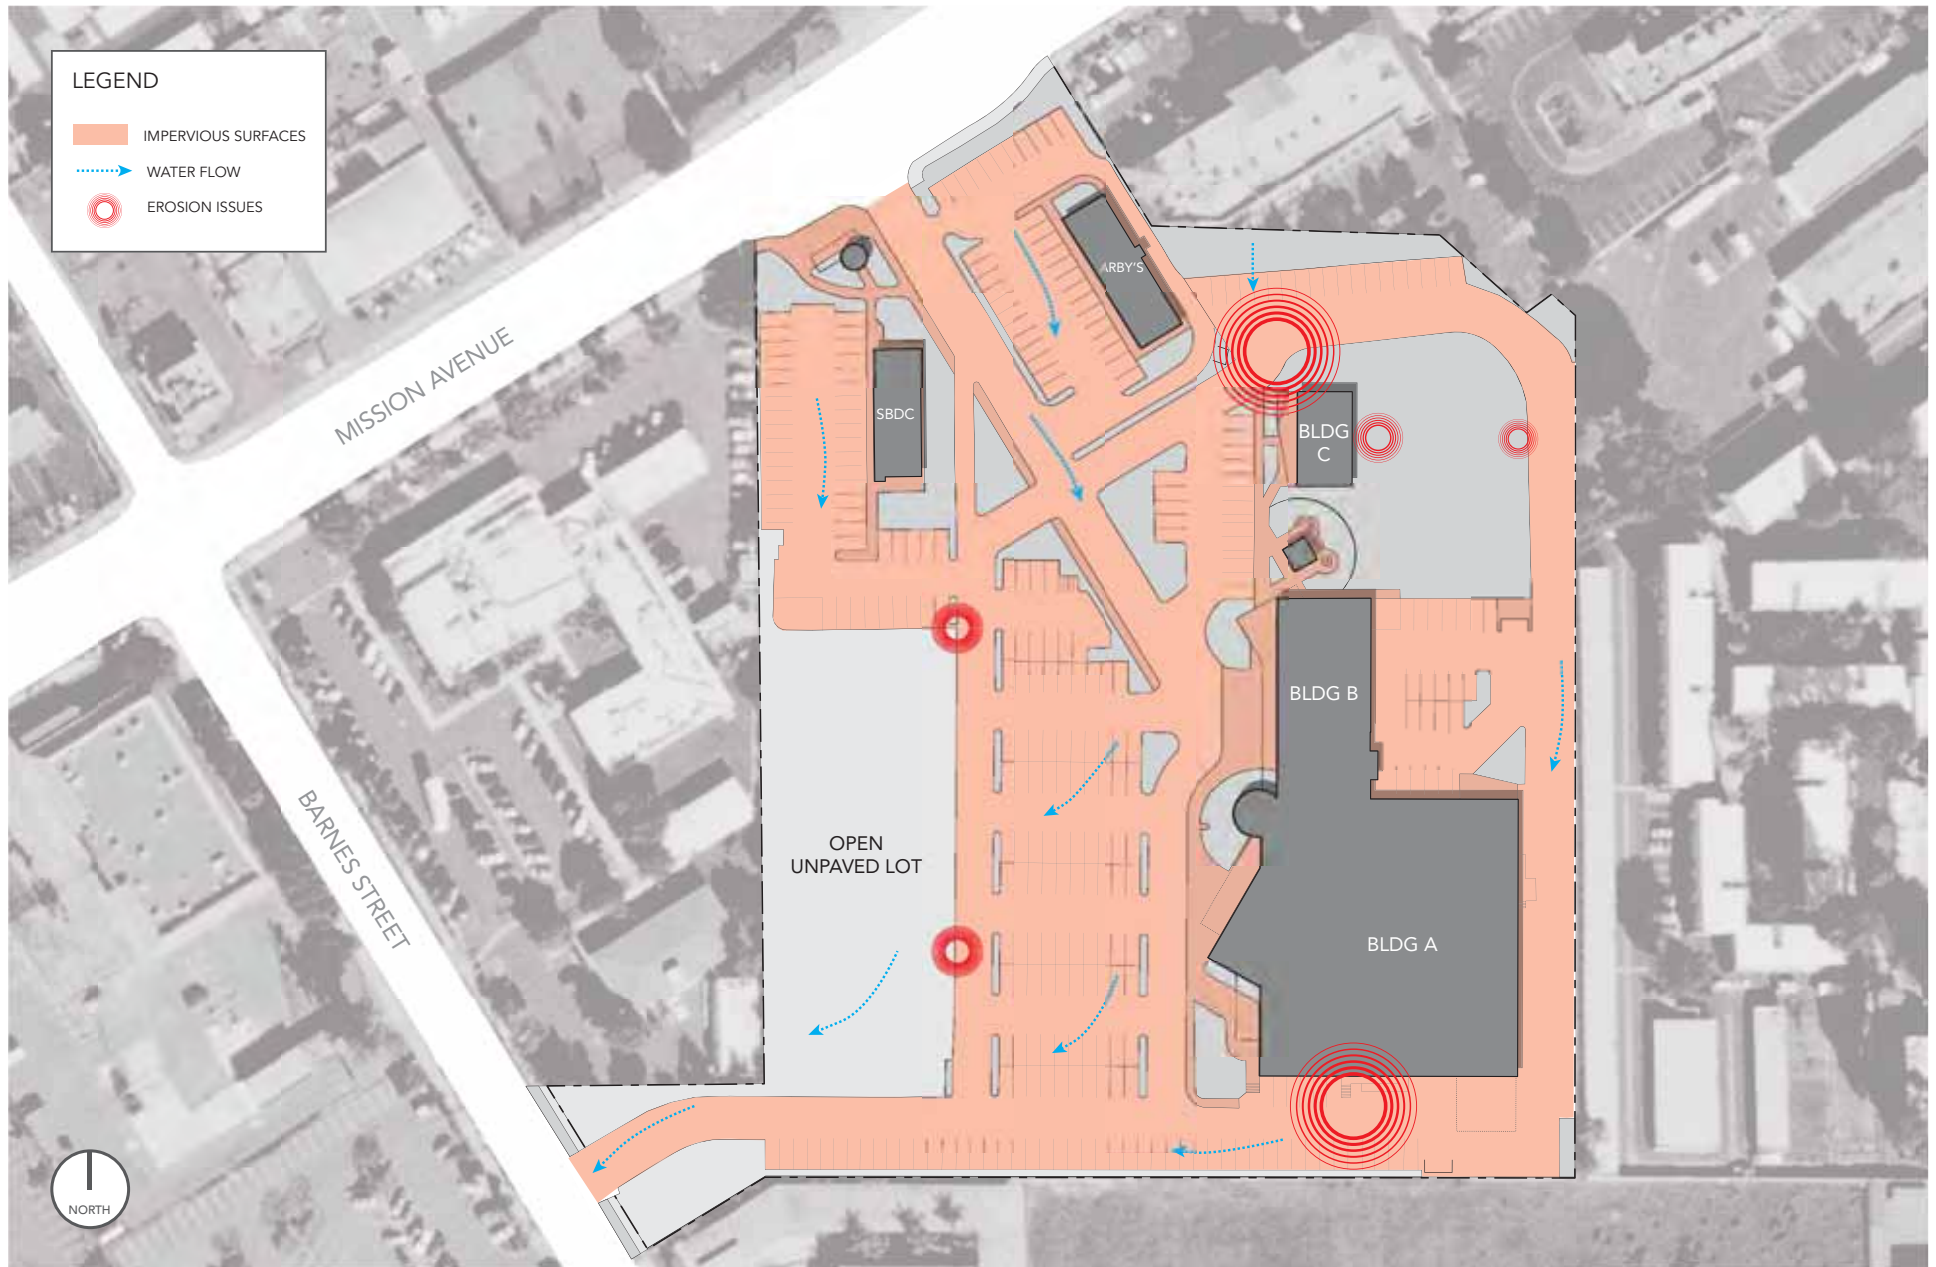 LEGEND
IMPERVIOUS SURFACES
WATER FLOW
EROSION ISSUES
MISSION AVENUE
BARNES STREET
ARBY'S
SBDC
BLDG
C
BLDG B
OPEN
UNPAVED LOT
BLDG A
NORTH